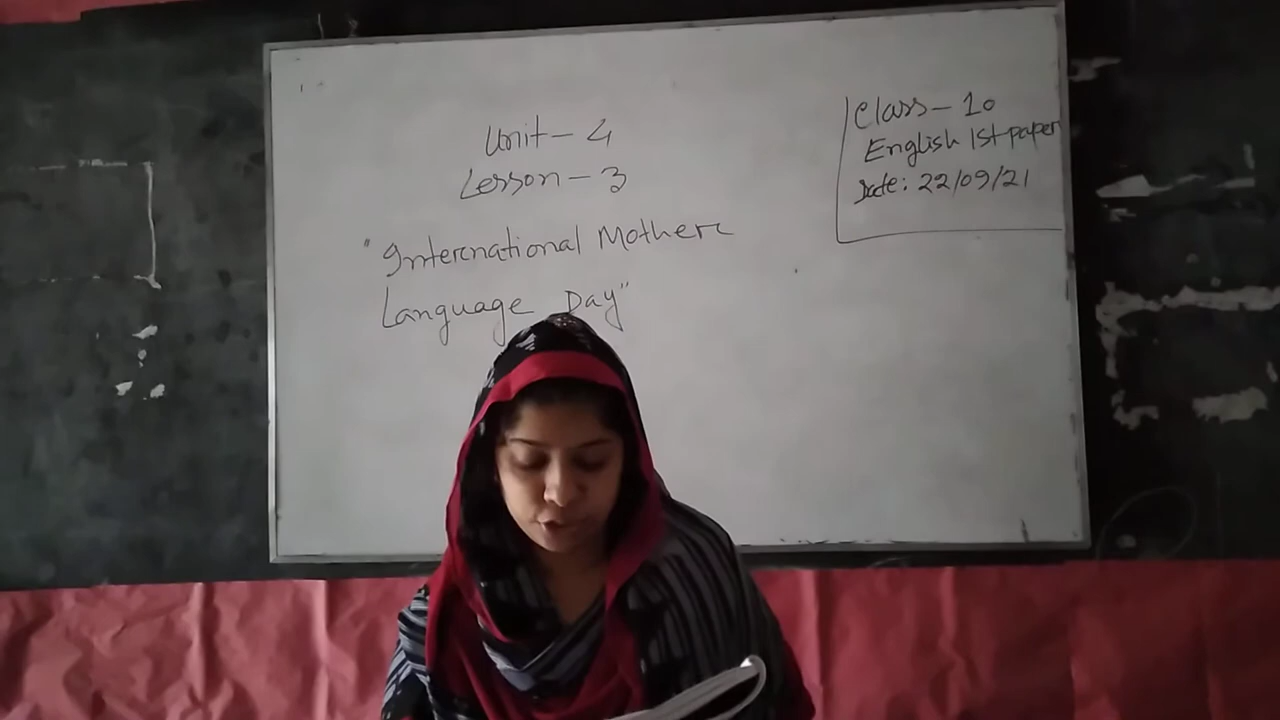 Unit - 4
Lesson - 3
"International Mother
Language Day"
Class - 10
English 1st paper
Date: 22/09/21